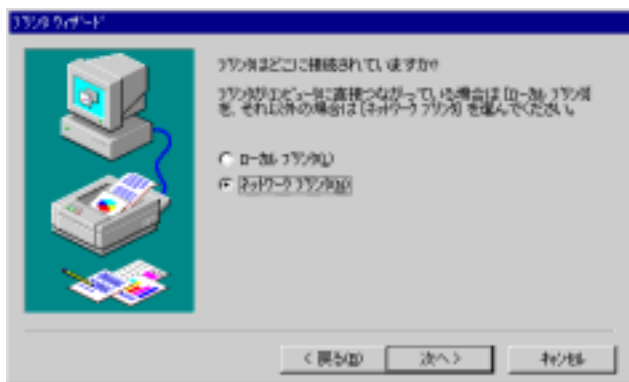 プリンタ ウィザード
プリンタはどこに接続されていますか?
プリンタがコンピュータに直接つながっている場合は [ローカル プリンタ]
を、それ以外の場合は [ネットワーク プリンタ] を選んでください。
ローカル プリンタ(L)
ネットワーク プリンタ(N)
< 戻る(B)
次へ >
キャンセル